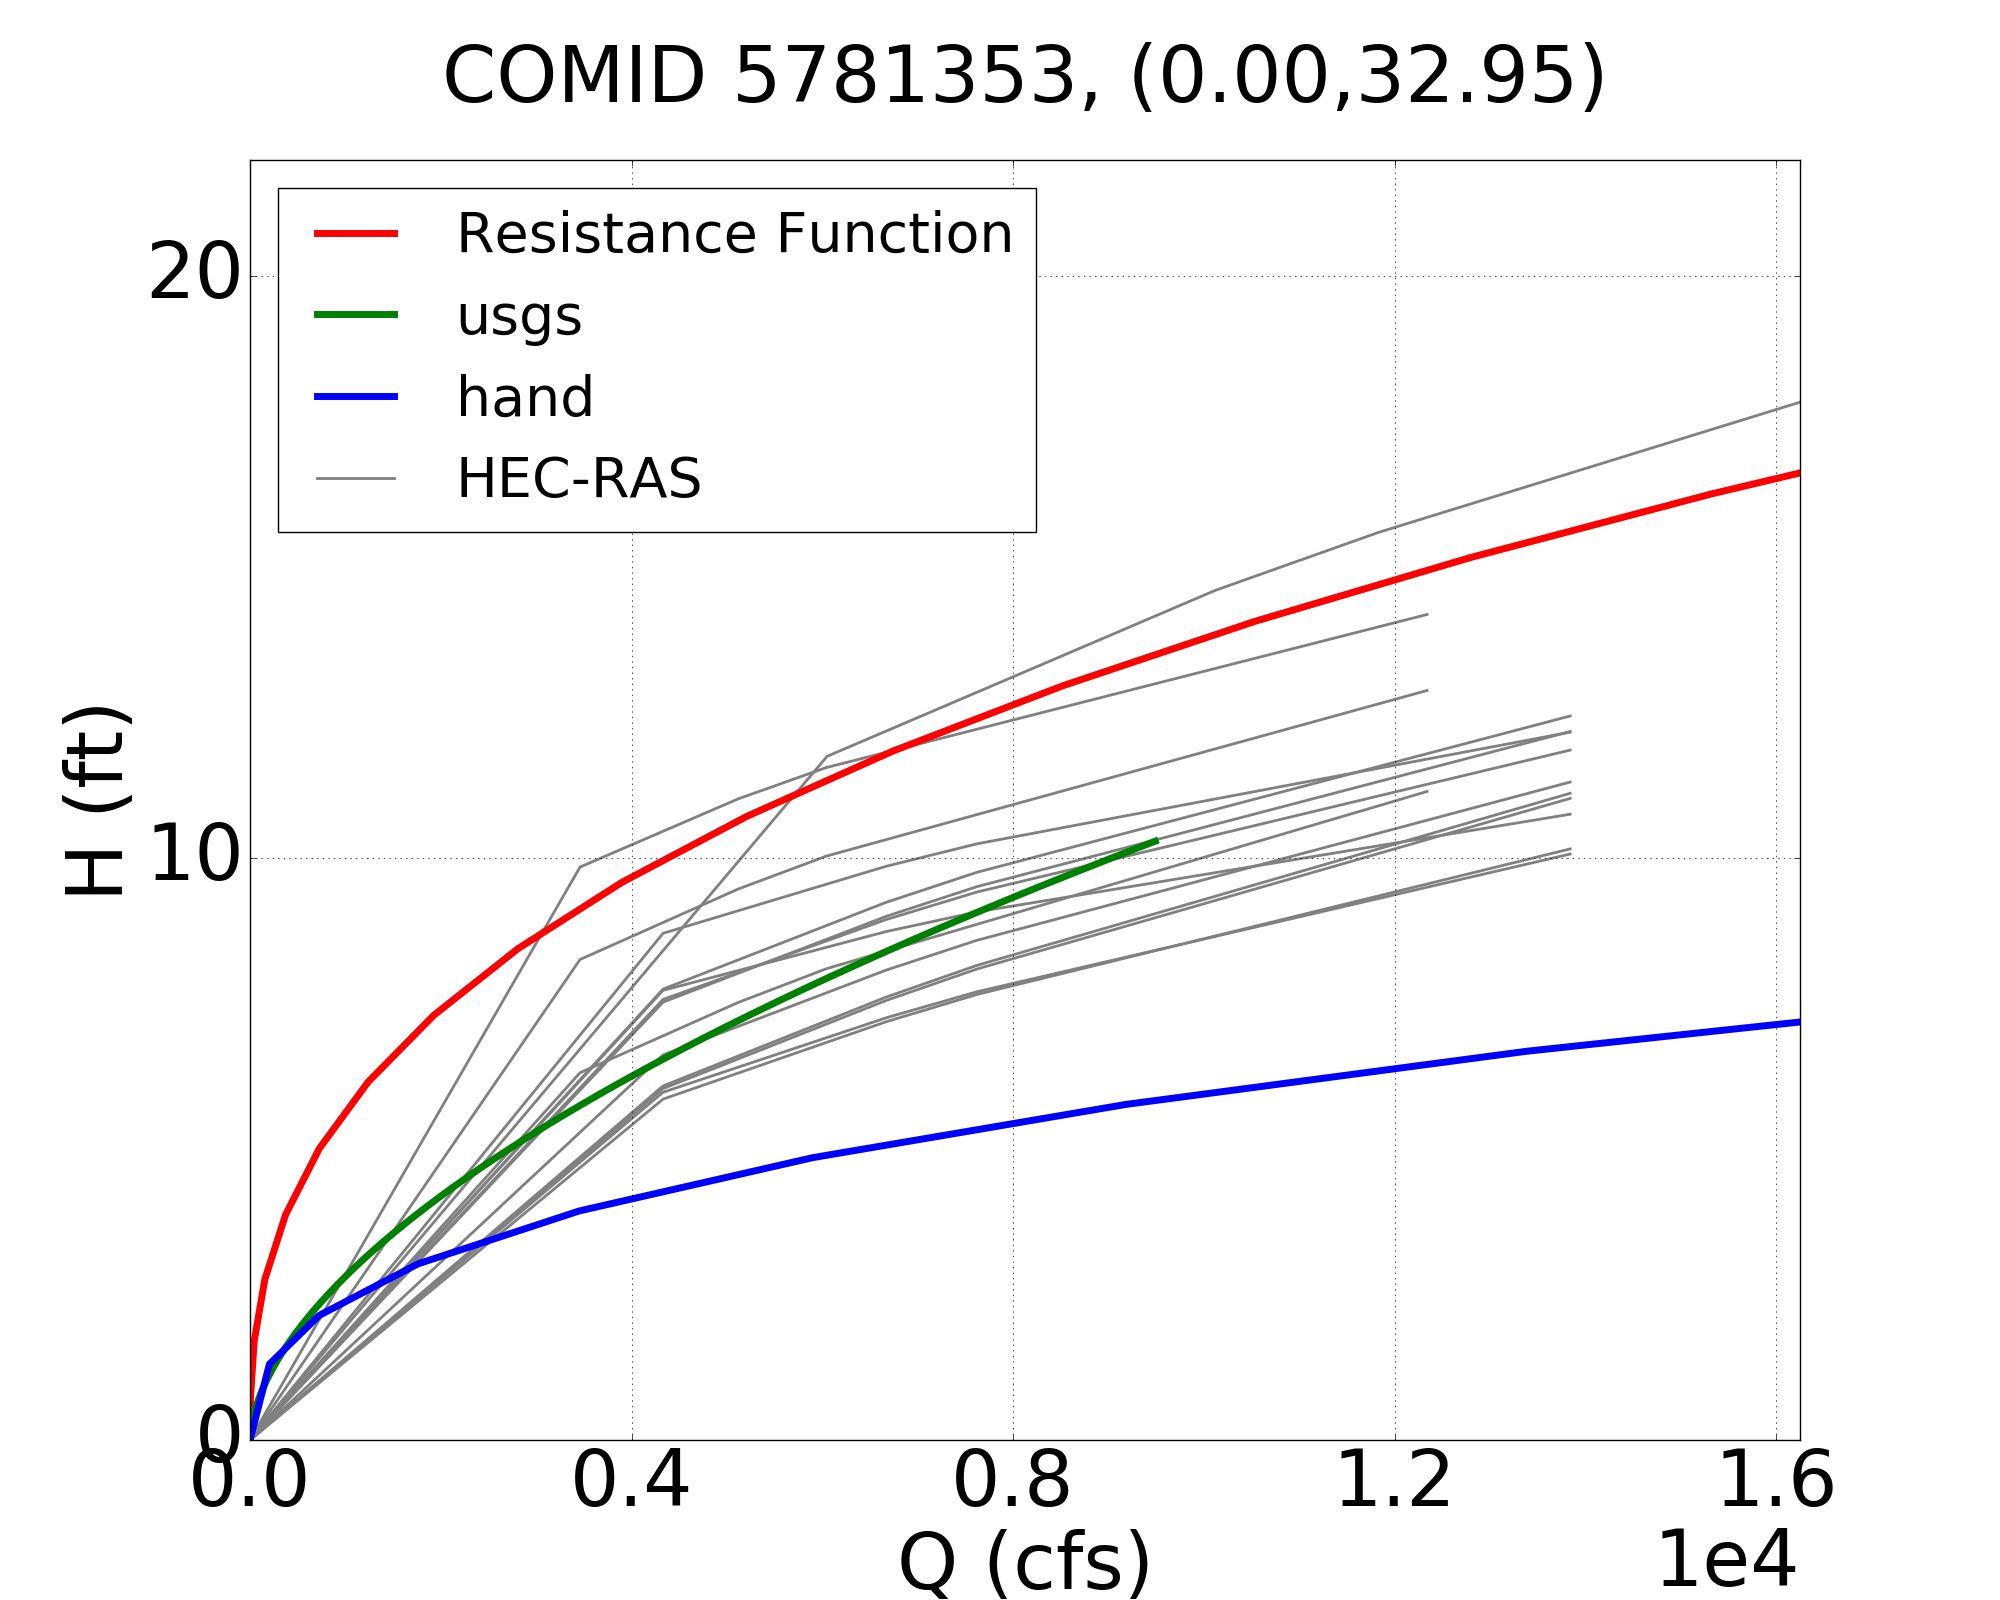 COMID 5781353, (0.00,32.95)
Resistance Function
usgs
hand
HEC-RAS
20
10
0
H (ft)
0.0 0.4 0.8 1.2 1.6
Q (cfs)
1e4